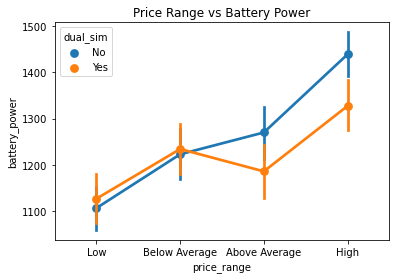 Price Range vs Battery Power
dual_sim
No
Yes
battery_power
1500
1400
1300
1200
1100
Low Below Average Above Average High
price_range